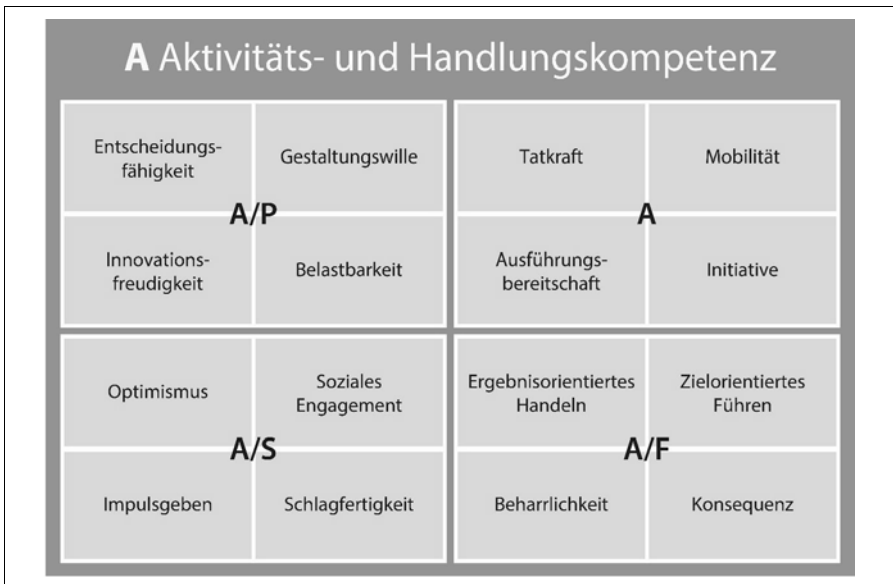 A Aktivitäts- und Handlungskompetenz
Entscheidungs-
fähigkeit
Gestaltungswille
A/P
Innovations-
freudigkeit
Belastbarkeit
Tatkraft
Mobilität
A
Ausführungs-
bereitschaft
Initiative
Optimismus
Soziales
Engagement
A/S
Impulsgeben
Schlagfertigkeit
Ergebnisorientiertes
Handeln
Zielorientiertes
Führen
A/F
Beharrlichkeit
Konsequenz